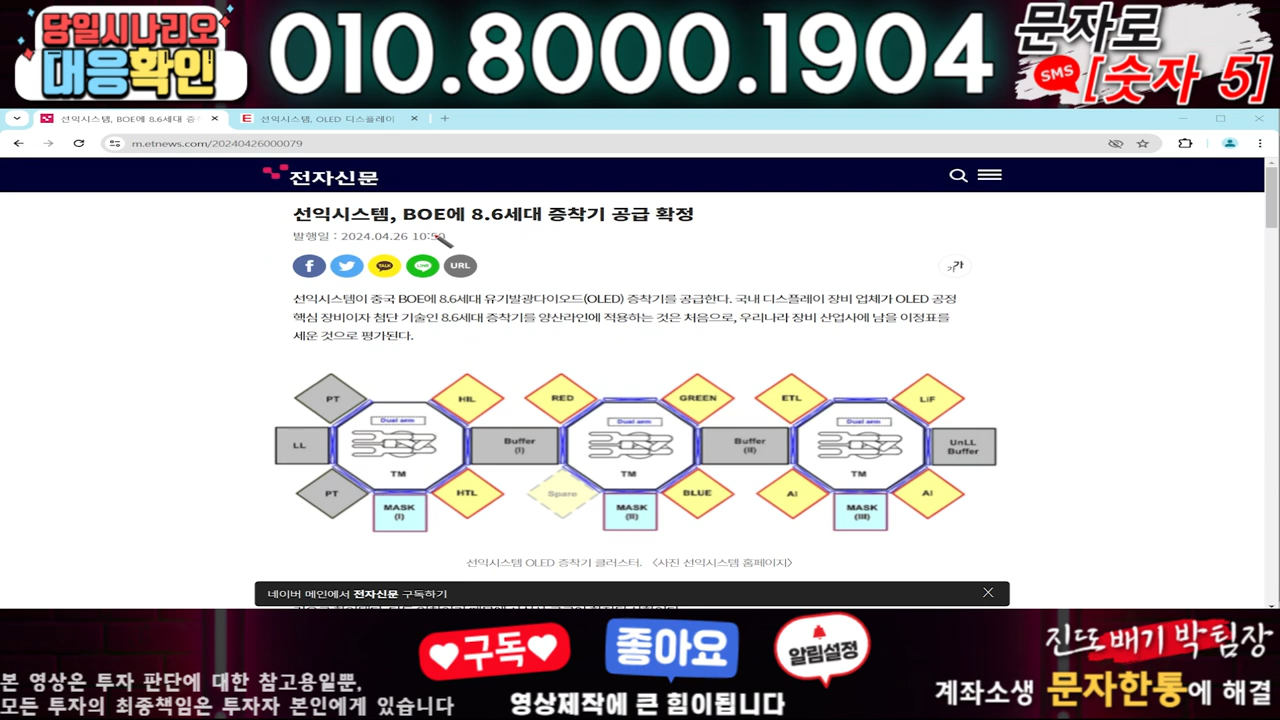 당일시나리오
대응확인
010.8000.1904
문자로
SMS
[숫자 5]
선익시스템, BOE에 8.6세대 증
선익시스템, OLED 디스플레이
m.etnews.com/20240426000079
전자신문
선익시스템, BOE에 8.6세대 증착기 공급 확정
발행일 : 2024.04.26 10:50
TALK
LINE
URL
가 가
선익시스템이 중국 BOE에 8.6세대 유기발광다이오드(OLED) 증착기를 공급한다. 국내 디스플레이 장비 업체가 OLED 공정
핵심 장비이자 첨단 기술인 8.6세대 증착기를 양산라인에 적용하는 것은 처음으로, 우리나라 장비 산업사에 남을 이정표를
세운 것으로 평가된다.
PT HIL RED GREEN ETL LiF
Dual arm Dual arm Dual arm
LL Buffer (I) Buffer (II) UnLL Buffer
TM TM TM
PT HTL Spare BLUE Al Al
MASK (I) MASK (II) MASK (III)
선익시스템 OLED 증착기 클러스터. 〈사진 선익시스템 홈페이지〉
네이버 메인에서 전자신문 구독하기
구독
좋아요
알림설정
영상제작에 큰 힘이됩니다
본 영상은 투자 판단에 대한 참고용일뿐,
모든 투자의 최종책임은 투자자 본인에게 있습니다
진또배기 박팀장
계좌소생 문자한통에 해결